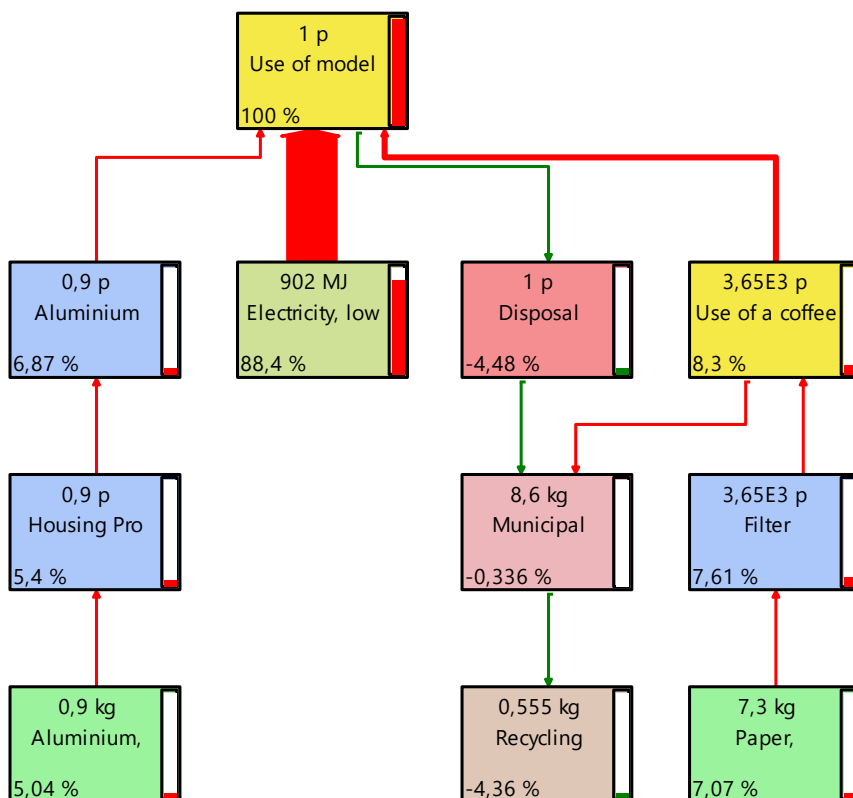 1 p
Use of model
100 %
0,9 p
Aluminium
6,87 %
902 MJ
Electricity, low
88,4 %
1 p
Disposal
-4,48 %
3,65E3 p
Use of a coffee
8,3 %
0,9 p
Housing Pro
5,4 %
8,6 kg
Municipal
-0,336 %
3,65E3 p
Filter
7,61 %
0,9 kg
Aluminium,
5,04 %
0,555 kg
Recycling
-4,36 %
7,3 kg
Paper,
7,07 %